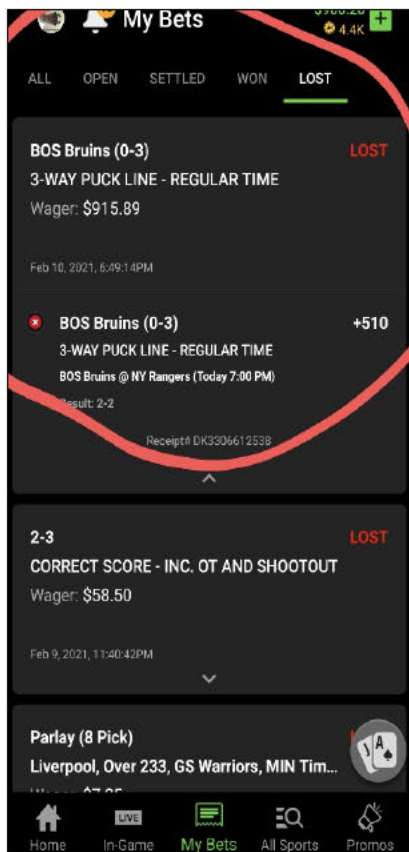 My Bets
4.4K
ALL OPEN SETTLED WON LOST
BOS Bruins (0-3) LOST
3-WAY PUCK LINE - REGULAR TIME
Wager: $915.89
Feb 10, 2021, 6:49:14PM
BOS Bruins (0-3) +510
3-WAY PUCK LINE - REGULAR TIME
BOS Bruins @ NY Rangers (Today 7:00 PM)
Result: 2-2
Receipt# DK3306612538
2-3 LOST
CORRECT SCORE - INC. OT AND SHOOTOUT
Wager: $58.50
Feb 9, 2021, 11:40:42PM
Parlay (8 Pick)
Liverpool, Over 233, GS Warriors, MIN Tim...
J A
LIVE
Home In-Game My Bets All Sports Promos